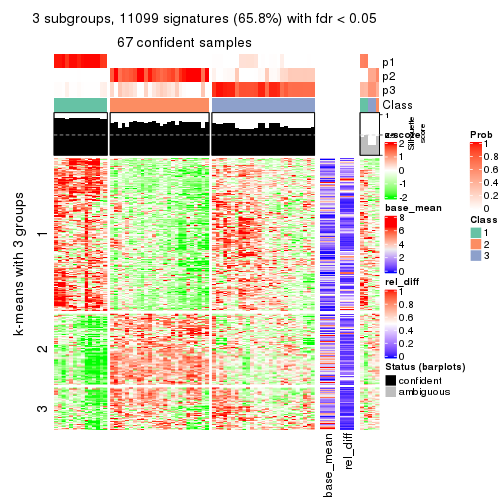 3 subgroups, 11099 signatures (65.8%) with fdr < 0.05
67 confident samples
p1
p2
p3
Class
1
Silhouette
score
k-means with 3 groups
1
2
3
base_mean
rel_diff
z-score
2
1
0
-1
-2
base_mean
8
6
4
2
0
rel_diff
1
0.8
0.6
0.4
0.2
0
Status (barplots)
confident
ambiguous
Prob
1
0.8
0.6
0.4
0.2
0
Class
1
2
3